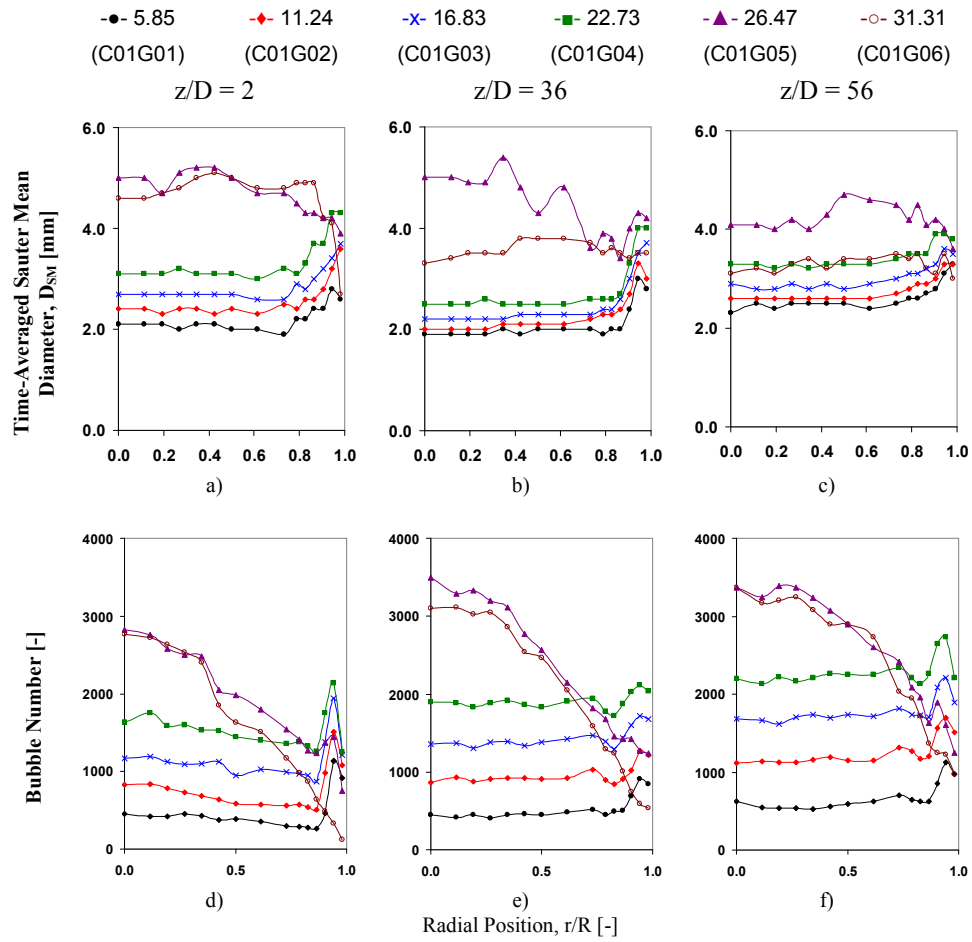 5.85 11.24 16.83 22.73 26.47 31.31
(C01G01) (C01G02) (C01G03) (C01G04) (C01G05) (C01G06)
z/D = 2 z/D = 36 z/D = 56
Time-Averaged Sauter Mean
Diameter, DSM [mm]
6.0
4.0
2.0
0.0
0.0 0.2 0.4 0.6 0.8 1.0
a)
6.0
4.0
2.0
0.0
0.0 0.2 0.4 0.6 0.8 1.0
b)
6.0
4.0
2.0
0.0
0.0 0.2 0.4 0.6 0.8 1.0
c)
Bubble Number [-]
4000
3000
2000
1000
0
0.0 0.5 1.0
d)
4000
3000
2000
1000
0
0.0 0.5 1.0
e)
4000
3000
2000
1000
0
0.0 0.5 1.0
f)
Radial Position, r/R [-]